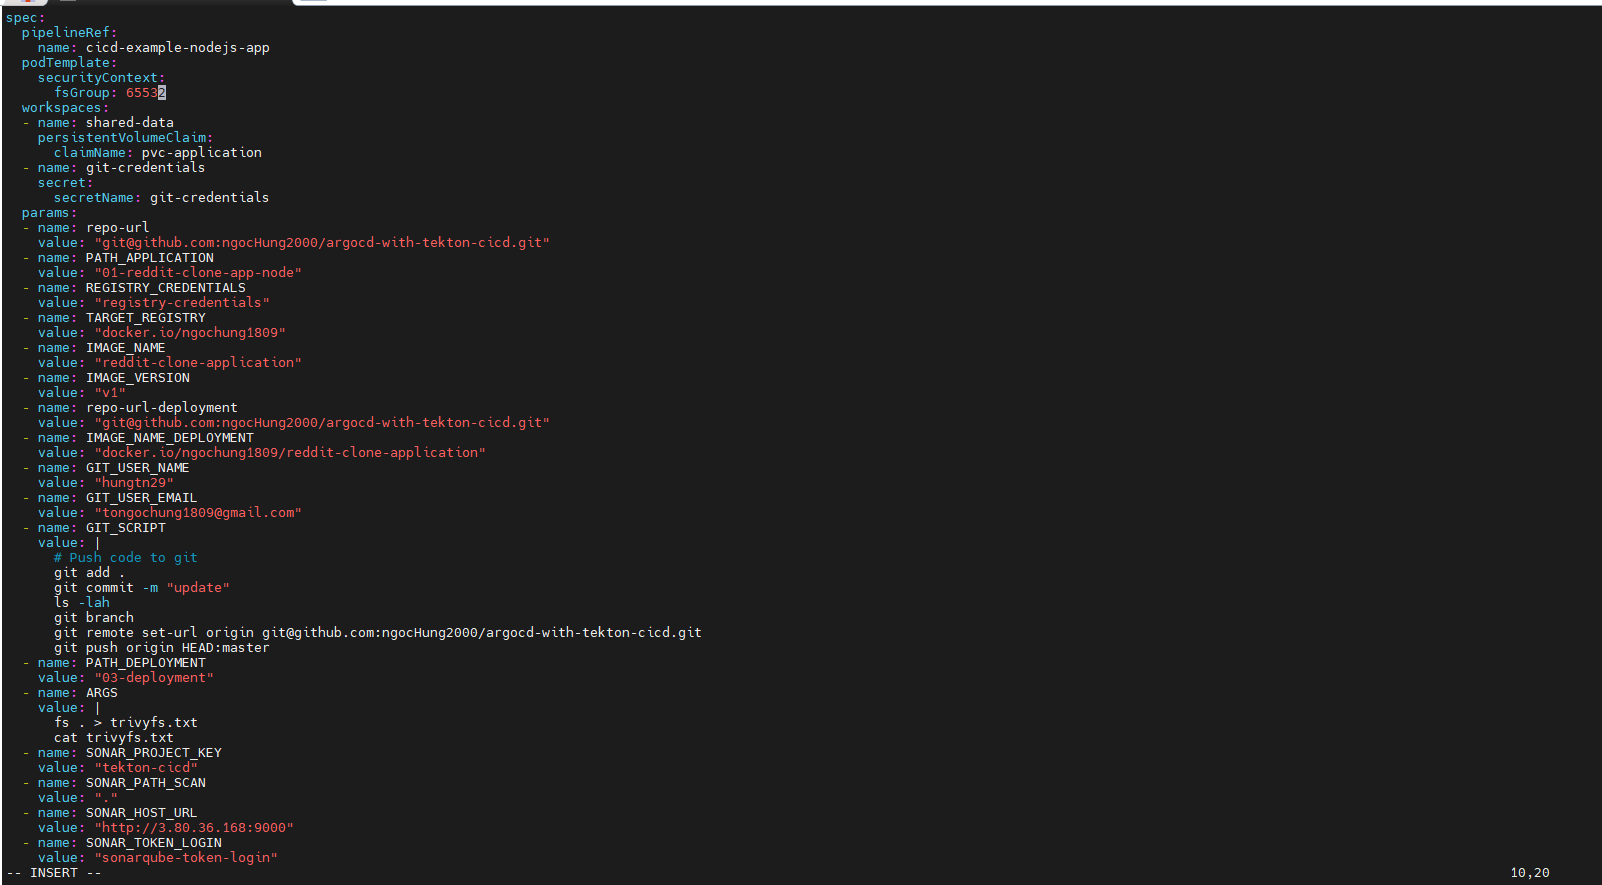 spec:
  pipelineRef:
    name: cicd-example-nodejs-app
  podTemplate:
    securityContext:
      fsGroup: 65532
  workspaces:
  - name: shared-data
    persistentVolumeClaim:
      claimName: pvc-application
  - name: git-credentials
    secret:
      secretName: git-credentials
  params:
  - name: repo-url
    value: "git@github.com:ngocHung2000/argocd-with-tekton-cicd.git"
  - name: PATH_APPLICATION
    value: "01-reddit-clone-app-node"
  - name: REGISTRY_CREDENTIALS
    value: "registry-credentials"
  - name: TARGET_REGISTRY
    value: "docker.io/ngochung1809"
  - name: IMAGE_NAME
    value: "reddit-clone-application"
  - name: IMAGE_VERSION
    value: "v1"
  - name: repo-url-deployment
    value: "git@github.com:ngocHung2000/argocd-with-tekton-cicd.git"
  - name: IMAGE_NAME_DEPLOYMENT
    value: "docker.io/ngochung1809/reddit-clone-application"
  - name: GIT_USER_NAME
    value: "hungtn29"
  - name: GIT_USER_EMAIL
    value: "tongochung1809@gmail.com"
  - name: GIT_SCRIPT
    value: |
      # Push code to git
      git add .
      git commit -m "update"
      ls -lah
      git branch
      git remote set-url origin git@github.com:ngocHung2000/argocd-with-tekton-cicd.git
      git push origin HEAD:master
  - name: PATH_DEPLOYMENT
    value: "03-deployment"
  - name: ARGS
    value: |
      fs . > trivyfs.txt
      cat trivyfs.txt
  - name: SONAR_PROJECT_KEY
    value: "tekton-cicd"
  - name: SONAR_PATH_SCAN
    value: "."
  - name: SONAR_HOST_URL
    value: "http://3.80.36.168:9000"
  - name: SONAR_TOKEN_LOGIN
    value: "sonarqube-token-login"
-- INSERT -- 10,20